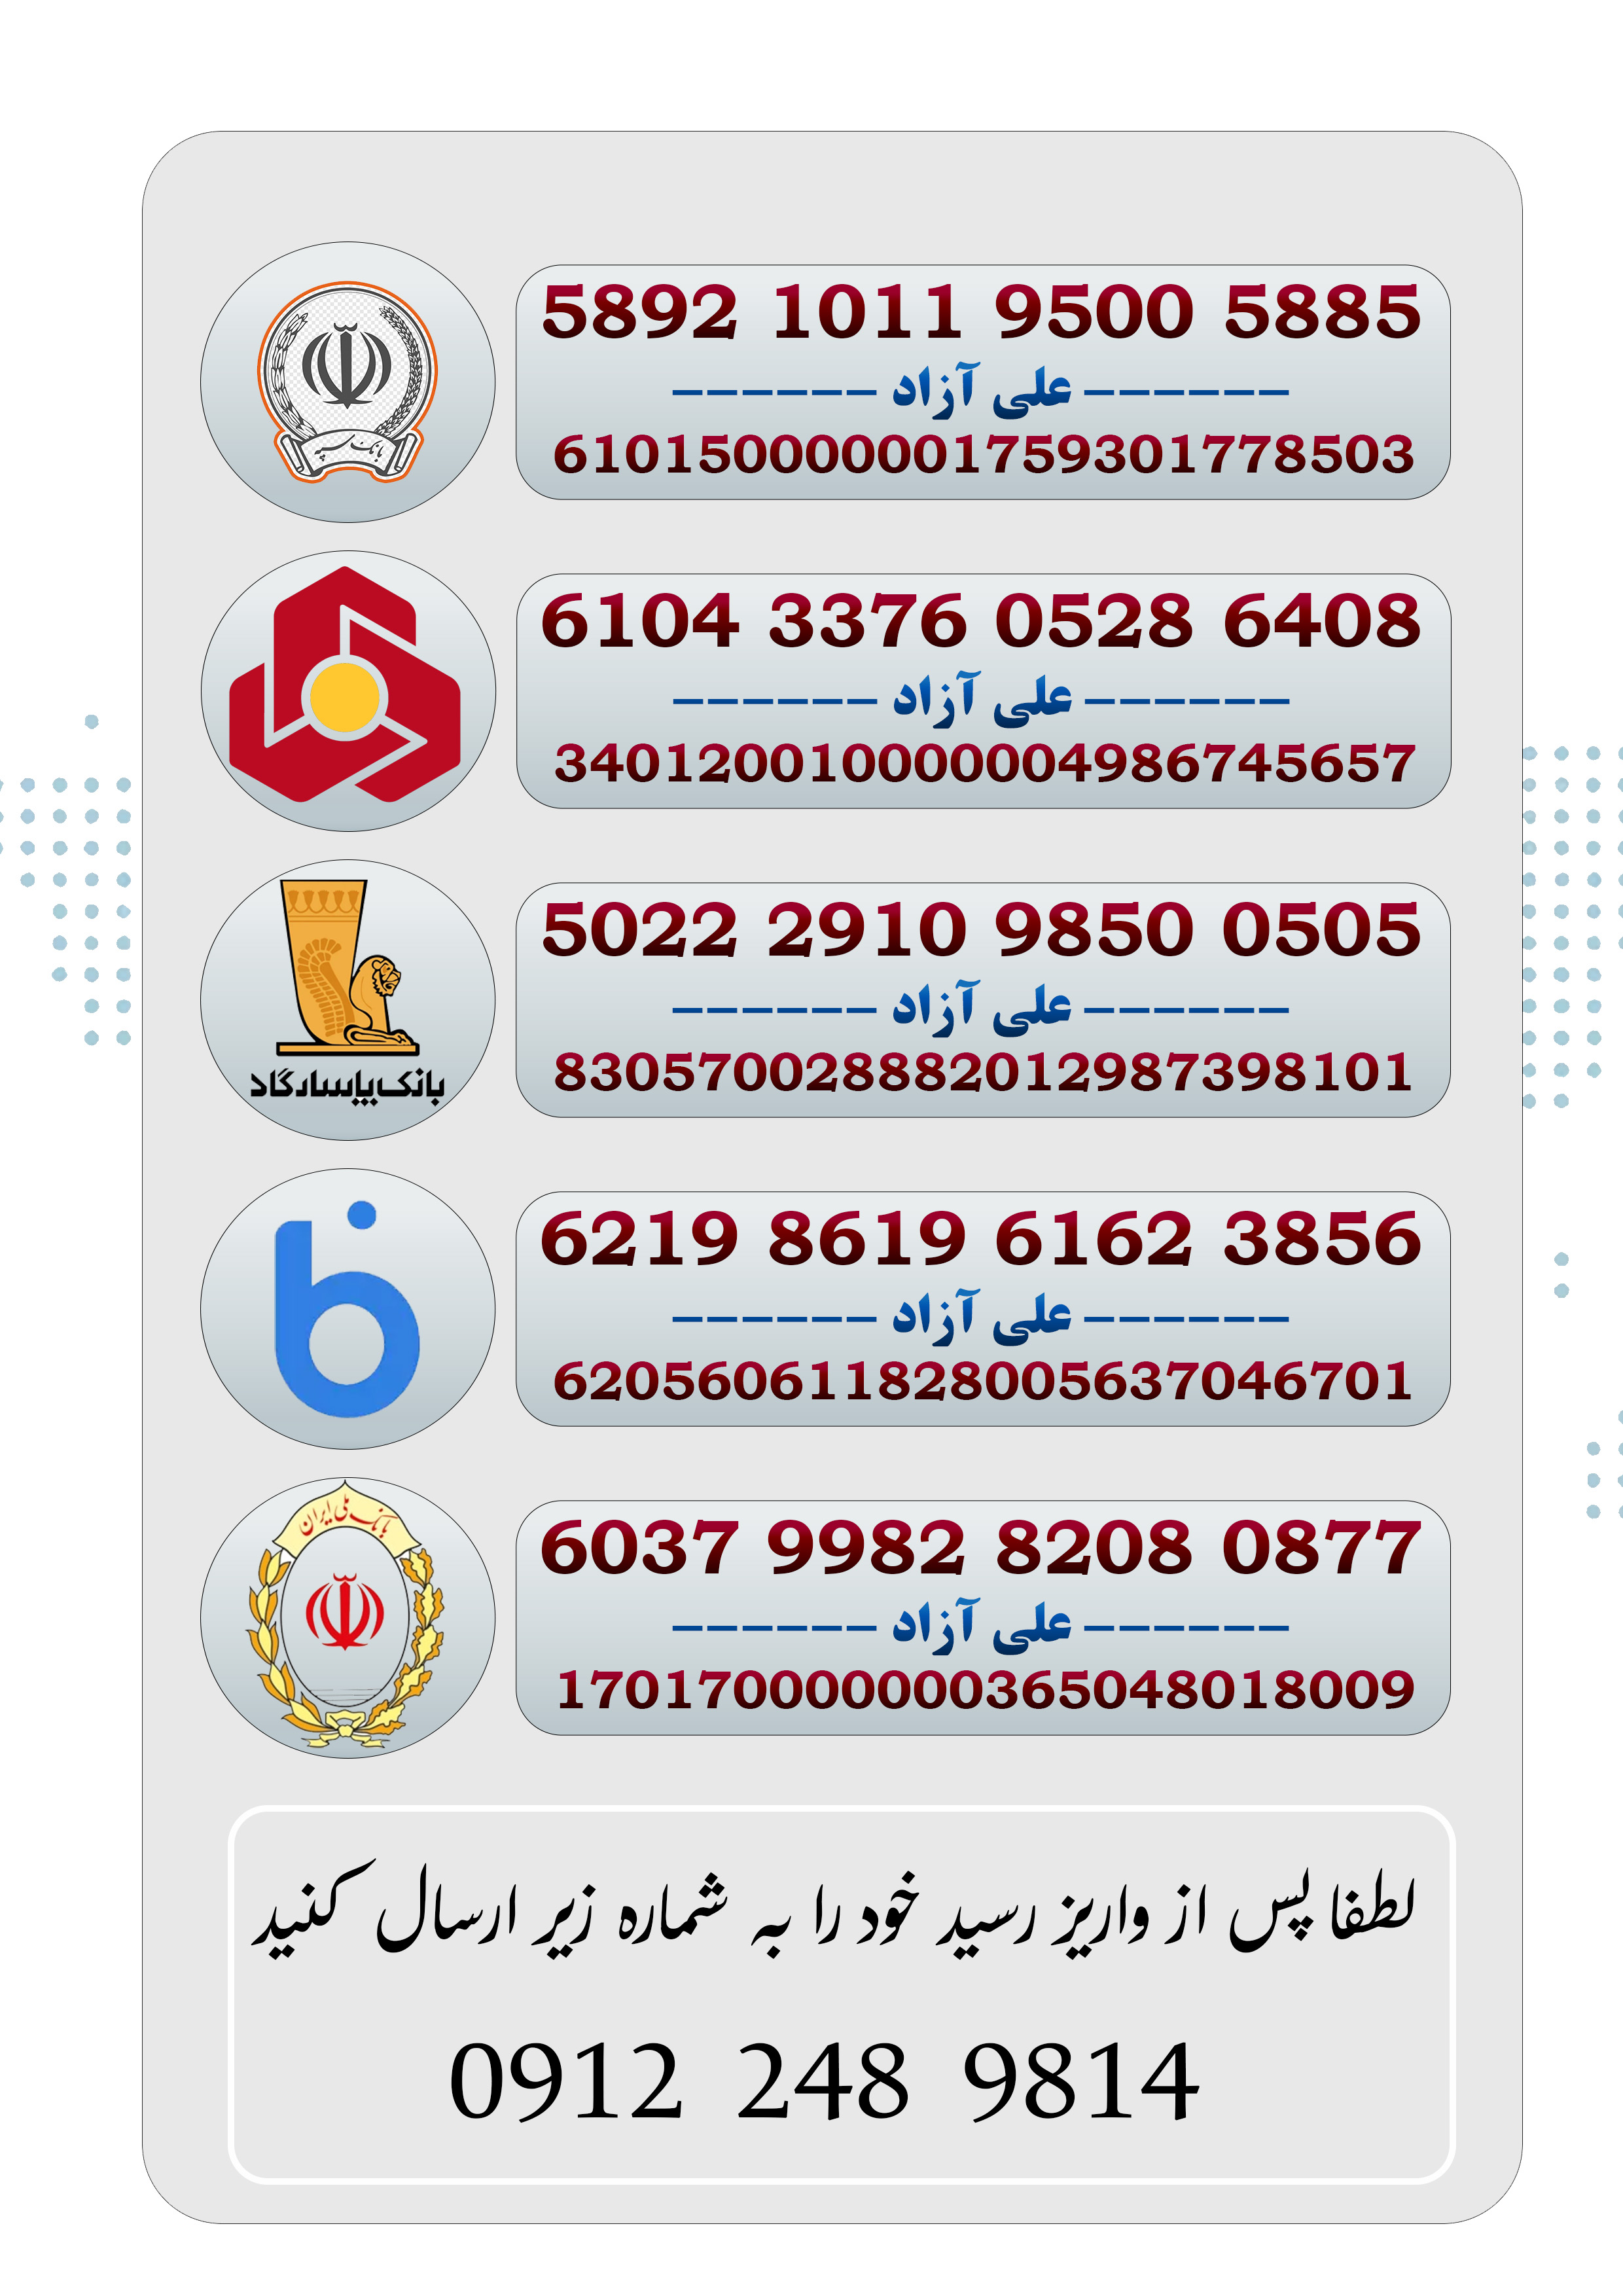 بانک سپه
5892 1011 9500 5885
------ علی آزاد ------
6101500000001759301778503
6104 3376 0528 6408
------ علی آزاد ------
340120010000004986745657
5022 2910 9850 0505
------ علی آزاد ------
8305700288882012987398101
بانک پاسارگاد
6219 8619 6162 3856
------ علی آزاد ------
620560611828005637046701
بانک ملی ایران
6037 9982 8208 0877
------ علی آزاد ------
170170000000365048018009
لطفا پس از واریز رسید خود را به شماره زیر ارسال کنید
0912 248 9814